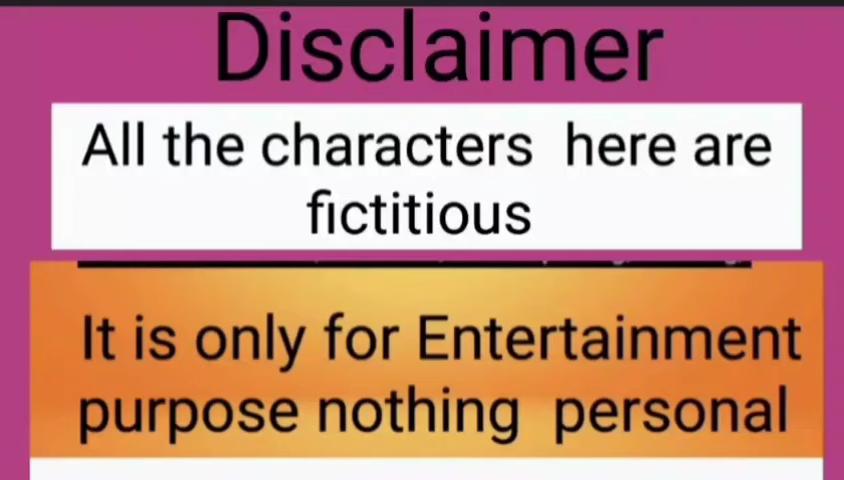 Disclaimer
All the characters here are
fictitious
It is only for Entertainment
purpose nothing personal